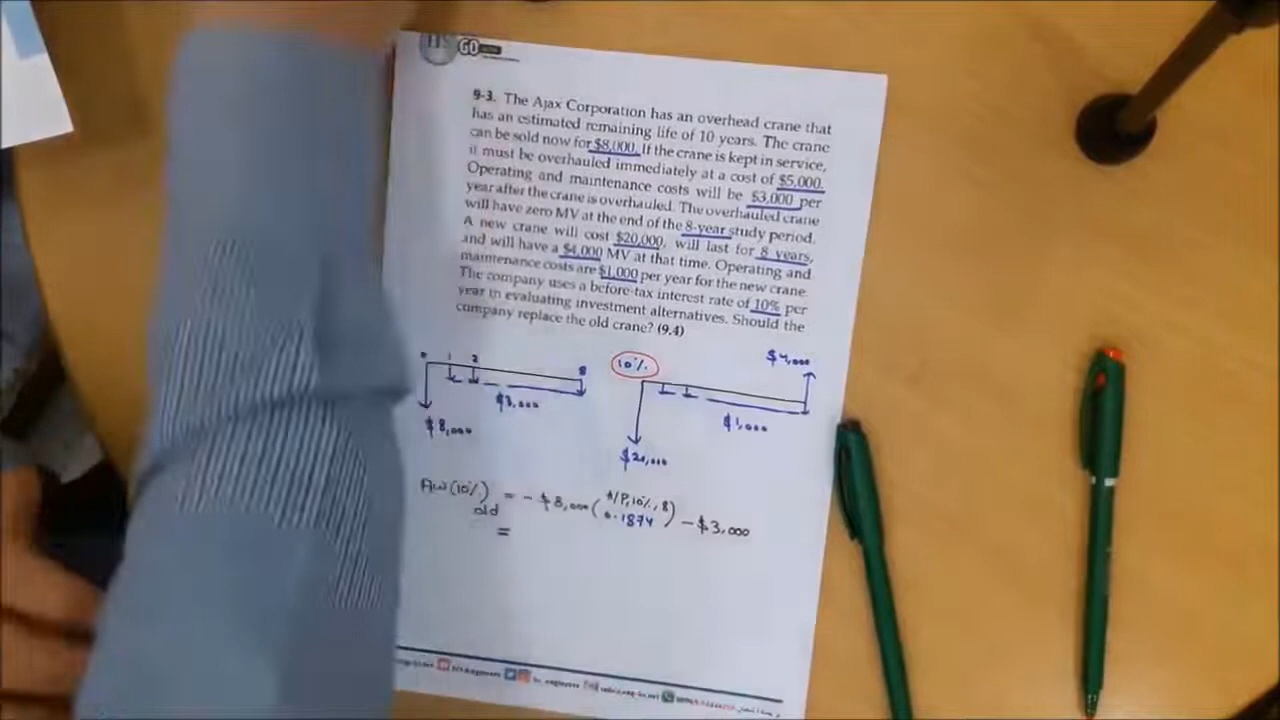 GO
9-3. The Ajax Corporation has an overhead crane that
has an estimated remaining life of 10 years. The crane
can be sold now for $8,000. If the crane is kept in service,
it must be overhauled immediately at a cost of $5,000.
Operating and maintenance costs will be $3,000 per
year after the crane is overhauled. The overhauled crane
will have zero MV at the end of the 8-year study period.
A new crane will cost $20,000, will last for 8 years,
and will have a $4,000 MV at that time. Operating and
maintenance costs are $1,000 per year for the new crane.
The company uses a before-tax interest rate of 10% per
year in evaluating investment alternatives. Should the
company replace the old crane? (9.4)
0 1 2 8
$3,000
$8,000
10%
$4,000
$1,000
$20,000
AW(10%) = - $8,000 (A/P,10%,8) - $3,000
old 0.1874
=